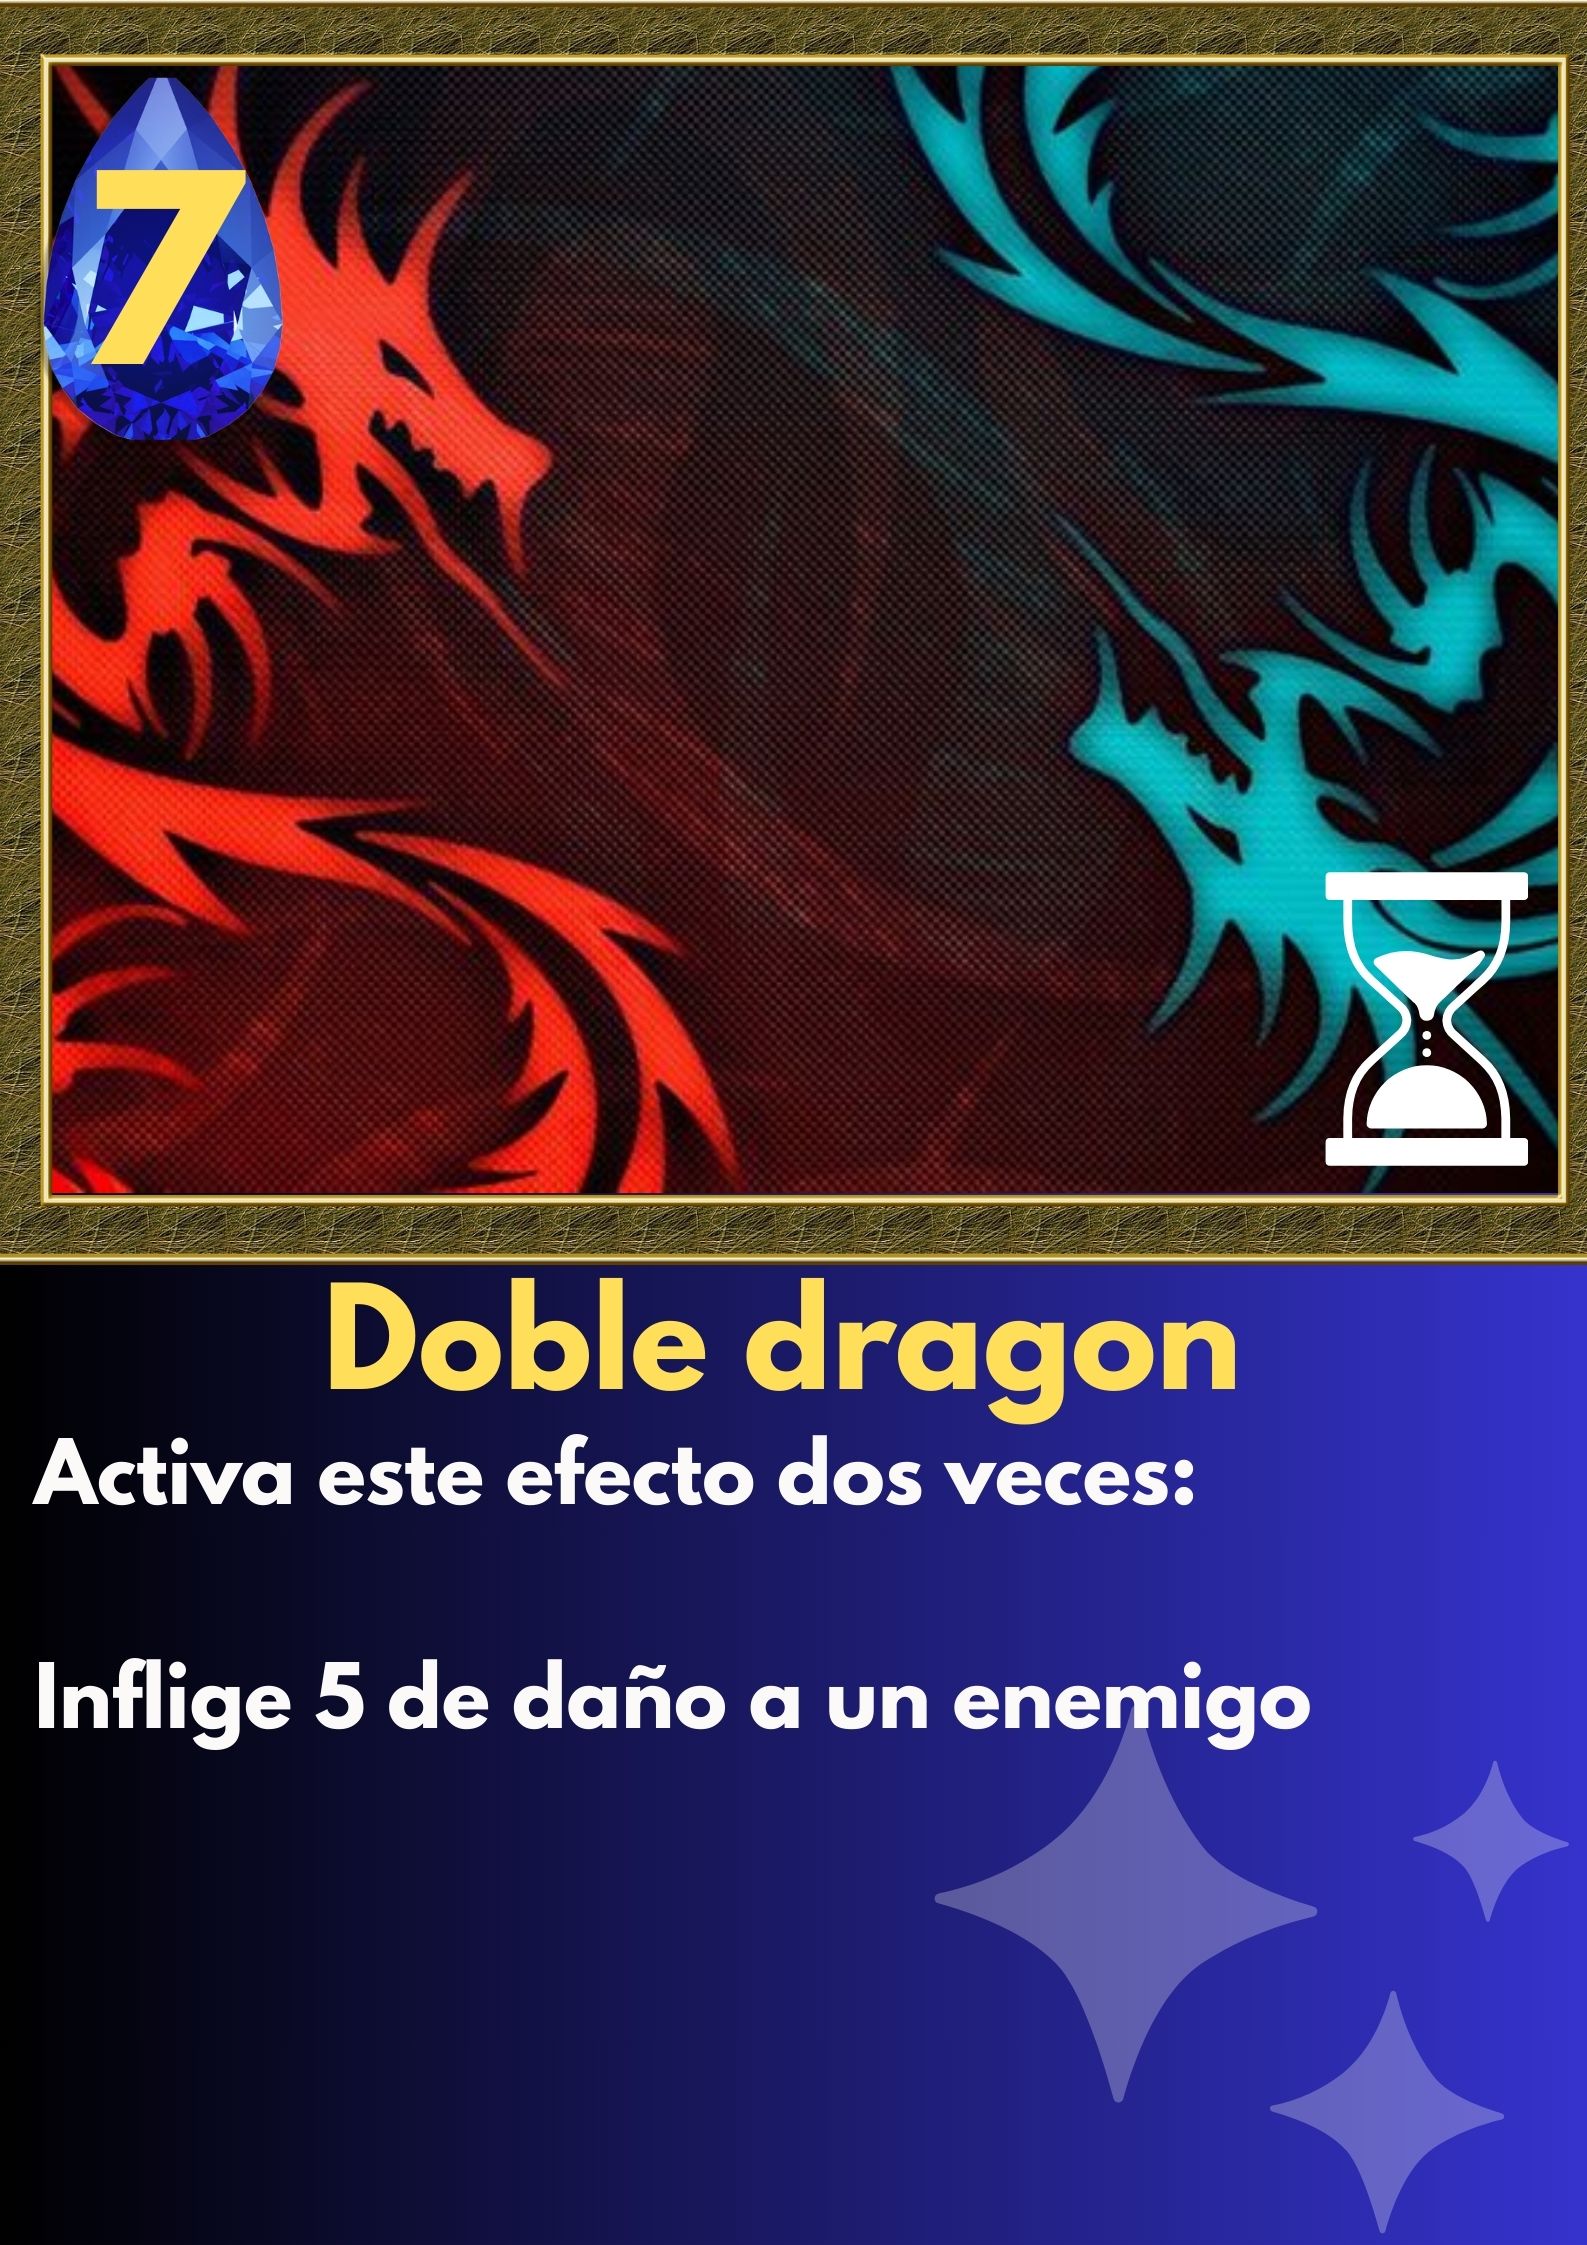 7
Doble dragon
Activa este efecto dos veces:
Inflige 5 de daño a un enemigo